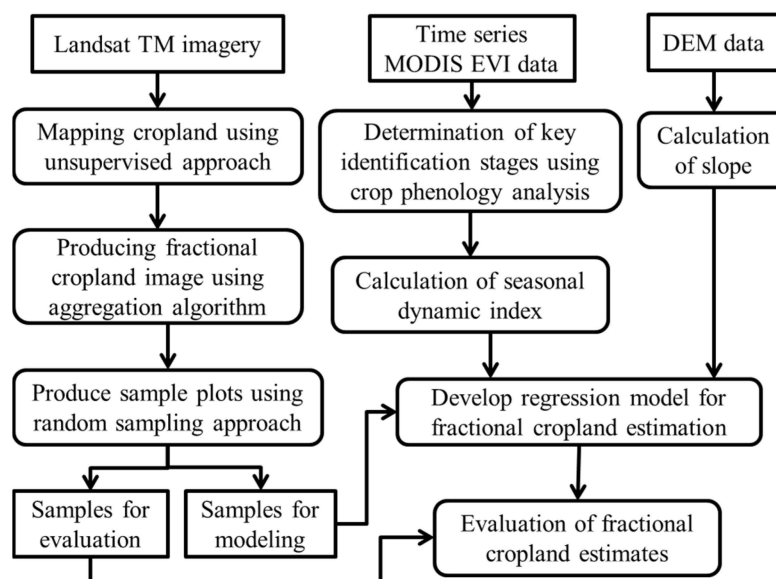 Landsat TM imagery
Time series
MODIS EVI data
DEM data
Mapping cropland using
unsupervised approach
Determination of key
identification stages using
crop phenology analysis
Calculation
of slope
Producing fractional
cropland image using
aggregation algorithm
Calculation of seasonal
dynamic index
Produce sample plots using
random sampling approach
Develop regression model for
fractional cropland estimation
Samples for
evaluation
Samples for
modeling
Evaluation of fractional
cropland estimates